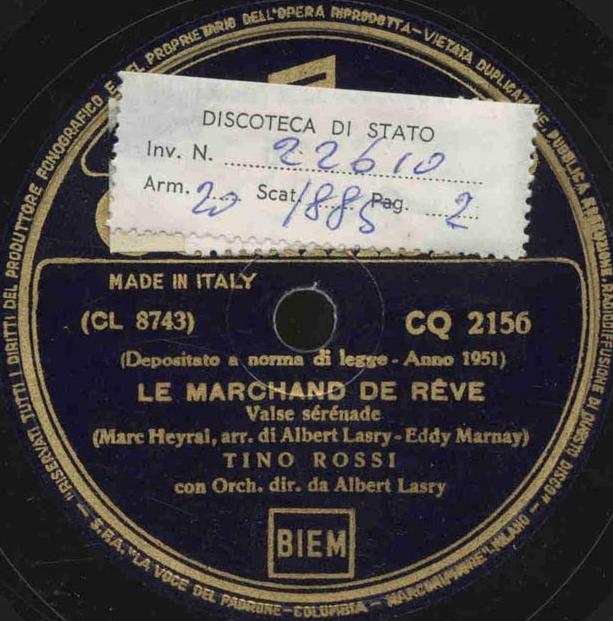 "RISERVATI TUTTI I DIRITTI DEL PRODUTTORE FONOGRAFICO E DEL PROPRIETARIO DELL'OPERA RIPRODOTTA - VIETATA DUPLICAZIONE PUBBLICA ESECUZIONE RADIODIFFUSIONE DI QUESTO DISCO"
DISCOTECA DI STATO
Inv. N. 22610
Arm. 20 Scat. 1885 Pag. 2
MADE IN ITALY
(CL 8743) CQ 2156
(Depositato a norma di legge - Anno 1951)
LE MARCHAND DE RÊVE
Valse sérénade
(Marc Heyral, arr. di Albert Lasry - Eddy Marnay)
TINO ROSSI
con Orch. dir. da Albert Lasry
BIEM
S.P.A. "LA VOCE DEL PADRONE - COLUMBIA - MARCONIPHONE" - MILANO